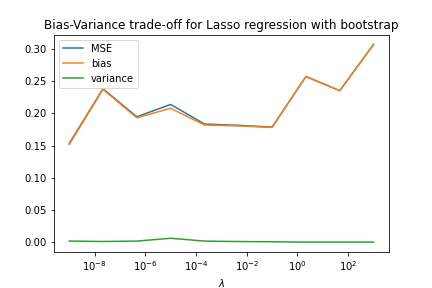 Bias-Variance trade-off for Lasso regression with bootstrap
MSE
bias
variance
0.30
0.25
0.20
0.15
0.10
0.05
0.00
10⁻⁸ 10⁻⁶ 10⁻⁴ 10⁻² 10⁰ 10²
λ